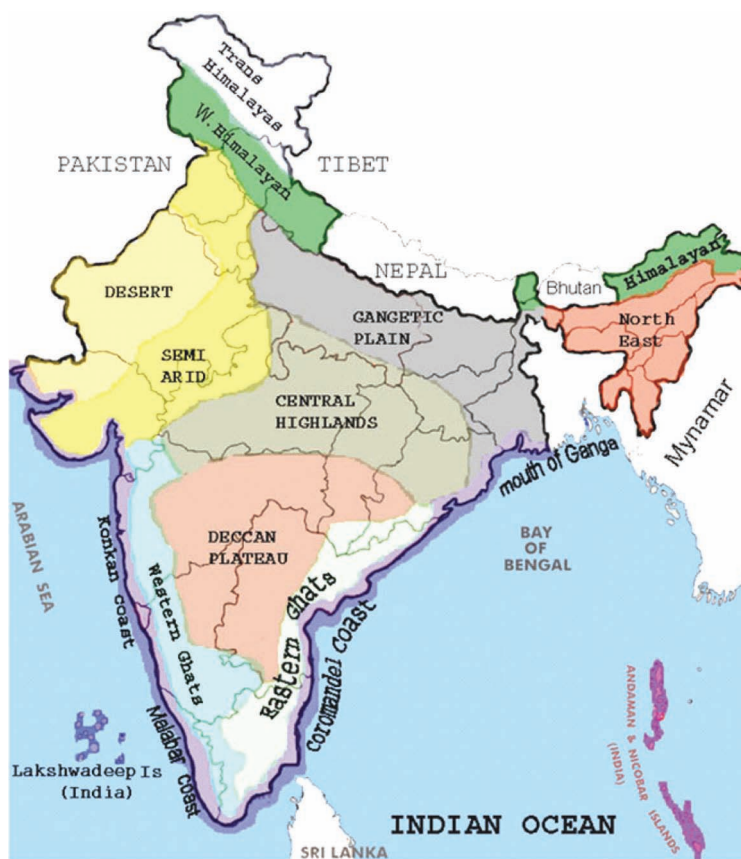 Trans
Himalayas
W.Himalayan
PAKISTAN
TIBET
NEPAL
Bhutan
Himalayan
DESERT
GANGETIC
PLAIN
North
East
SEMI
ARID
CENTRAL
HIGHLANDS
Mynamar
mouth of Ganga
ARABIAN SEA
Konkan coast
DECCAN
PLATEAU
BAY
OF
BENGAL
Western Ghats
Eastern Ghats
Coromandel Coast
Malabar coast
Lakshwadeep Is
(India)
ANDAMAN & NICOBAR ISLANDS
(INDIA)
INDIAN OCEAN
SRI LANKA